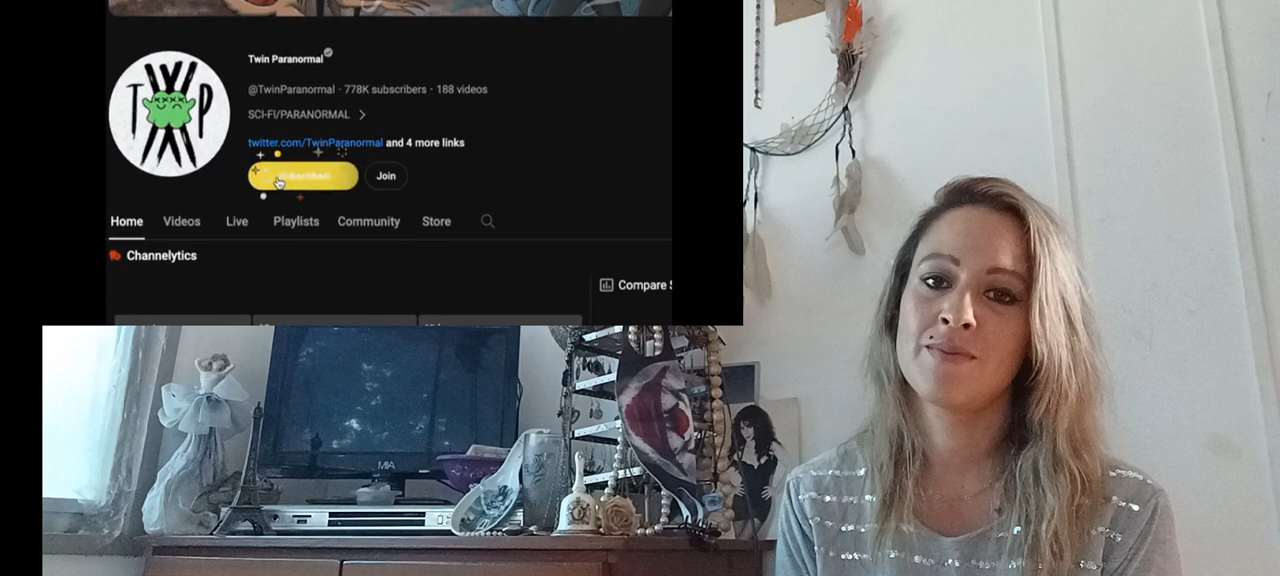 T P
Twin Paranormal
@TwinParanormal · 778K subscribers · 188 videos
SCI-FI/PARANORMAL
twitter.com/TwinParanormal and 4 more links
Join
Home Videos Live Playlists Community Store
Channelytics
Compare
MIA